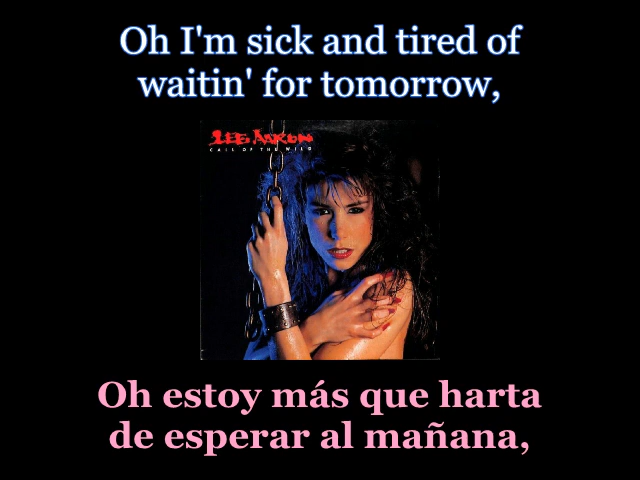 Oh I'm sick and tired of
waitin' for tomorrow,
LEE AARON
CALL OF THE WILD
Oh estoy más que harta
de esperar al mañana,